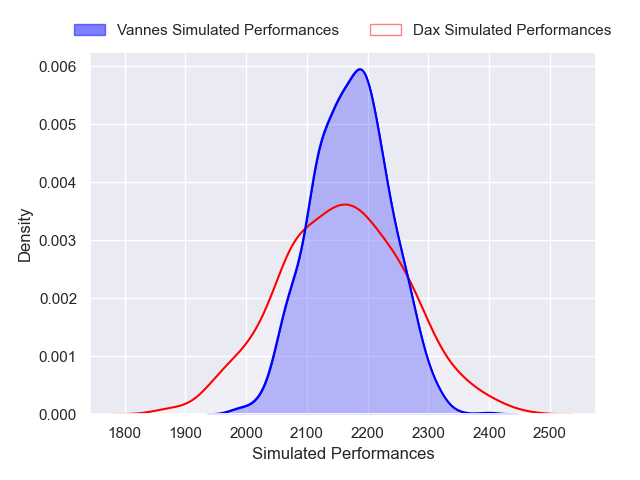 Vannes Simulated Performances Dax Simulated Performances
0.006
0.005
0.004
0.003
0.002
0.001
0.000
Density
1800 1900 2000 2100 2200 2300 2400 2500
Simulated Performances